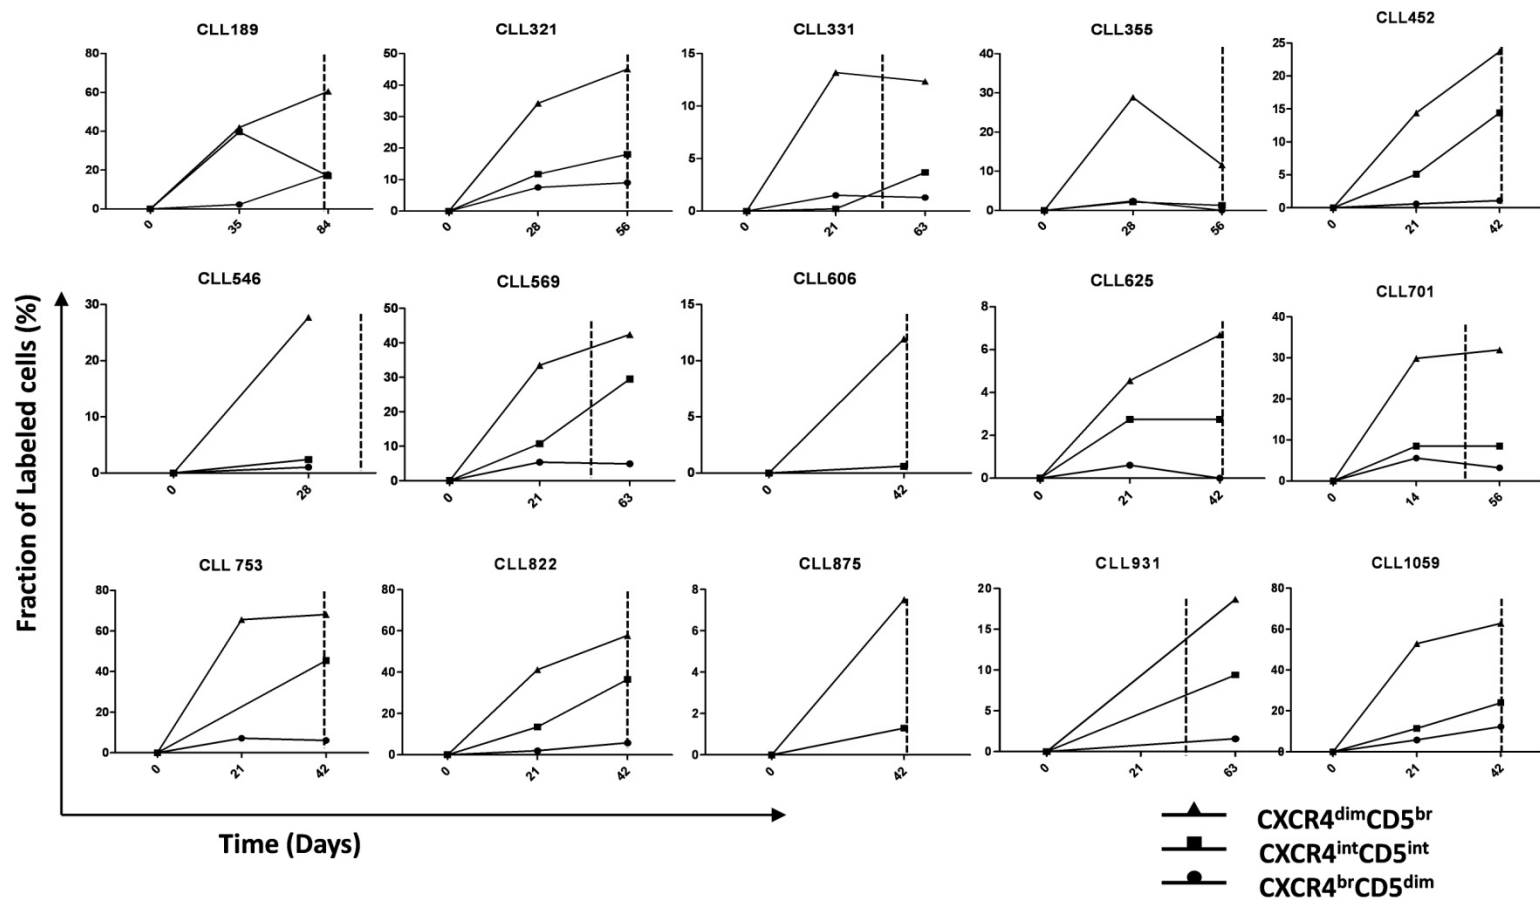 Fraction of Labeled cells (%)
CLL189
80
60
40
20
0
0 35 84
CLL321
50
40
30
20
10
0
0 28 56
CLL331
15
10
5
0
0 21 63
CLL355
40
30
20
10
0
0 28 56
CLL452
25
20
15
10
5
0
0 21 42
CLL546
30
20
10
0
0 28
CLL569
50
40
30
20
10
0
0 21 63
CLL606
15
10
5
0
0 42
CLL625
8
6
4
2
0
0 21 42
CLL701
40
30
20
10
0
0 14 56
CLL 753
80
60
40
20
0
0 21 42
CLL822
80
60
40
20
0
0 21 42
CLL875
8
6
4
2
0
0 42
CLL931
20
15
10
5
0
0 21 63
CLL1059
80
60
40
20
0
0 21 42
Time (Days)
CXCR4dimCD5br
CXCR4intCD5int
CXCR4brCD5dim